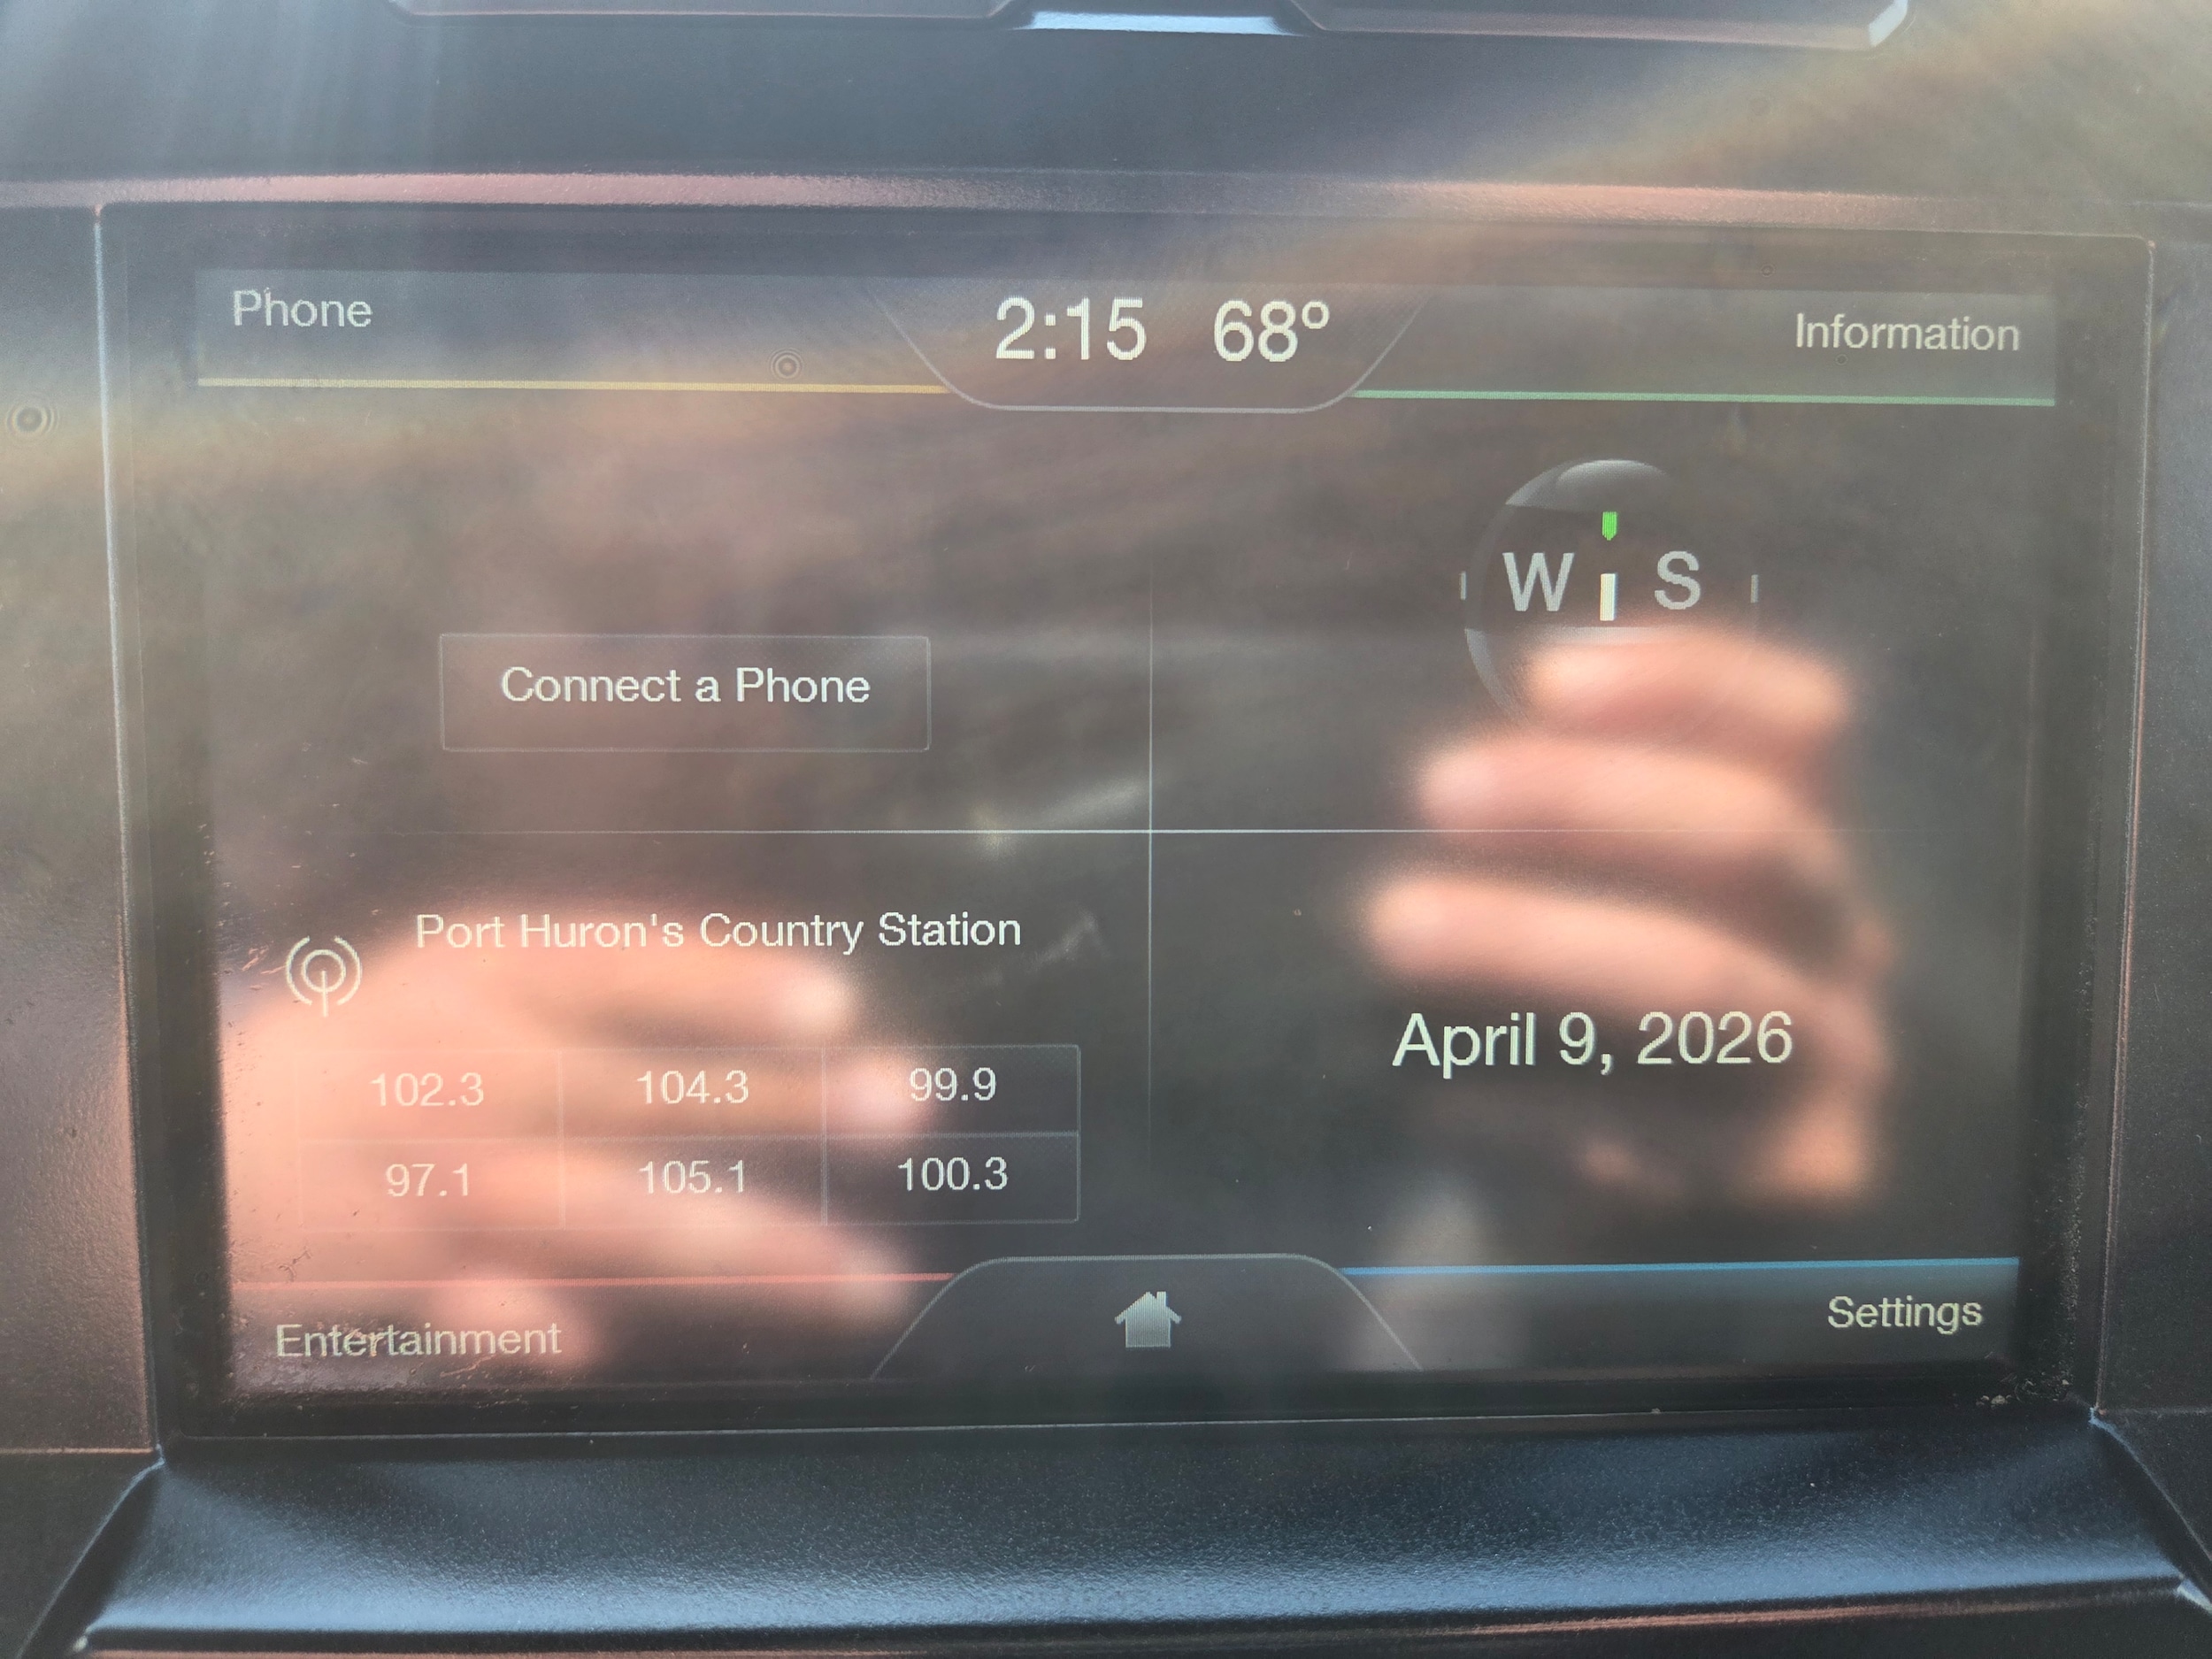 Phone
2:15 68º
Information
W S
Connect a Phone
Port Huron's Country Station
102.3 104.3 99.9
97.1 105.1 100.3
April 9, 2026
Entertainment
Settings